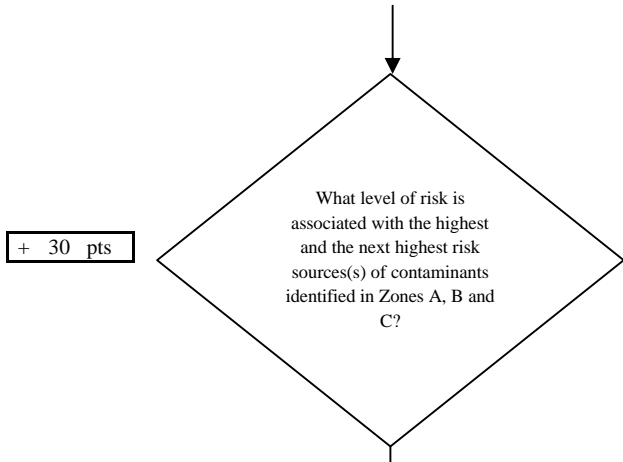 What level of risk is
associated with the highest
and the next highest risk
sources(s) of contaminants
identified in Zones A, B and
C?
+ 30 pts